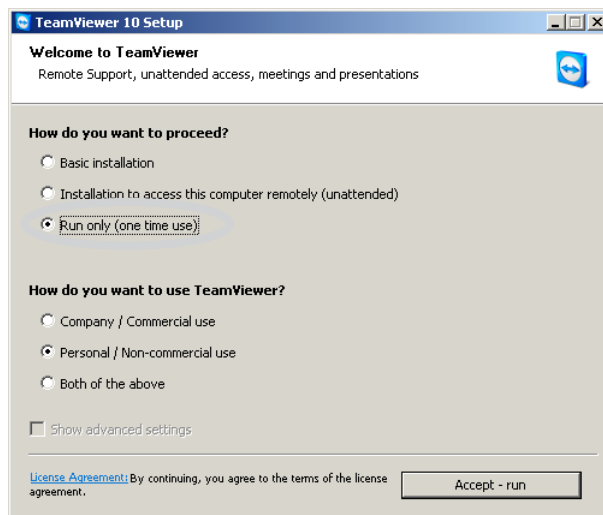 TeamViewer 10 Setup
Welcome to TeamViewer
Remote Support, unattended access, meetings and presentations
How do you want to proceed?
Basic installation
Installation to access this computer remotely (unattended)
Run only (one time use)
How do you want to use TeamViewer?
Company / Commercial use
Personal / Non-commercial use
Both of the above
Show advanced settings
License Agreement: By continuing, you agree to the terms of the license
agreement.
Accept - run